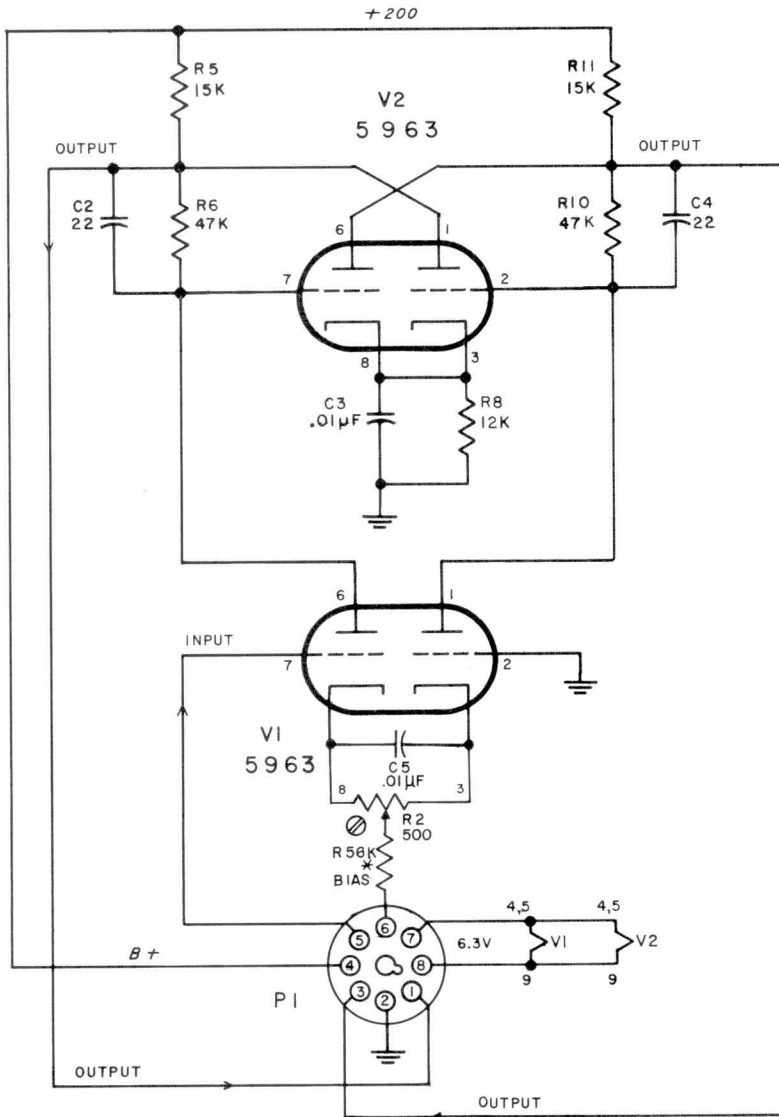 +200
R5
15K
R11
15K
V2
5963
OUTPUT
OUTPUT
C2
22
R6
47K
R10
47K
C4
22
6
1
7
2
8
3
C3
.01µF
R8
12K
6
1
INPUT
7
2
V1
5963
C5
.01µF
8
3
R2
500
R56K
*
BIAS
4,5
4,5
6
5
7
6.3V
V1
V2
B+
4
8
9
9
3
1
P1
2
OUTPUT
OUTPUT